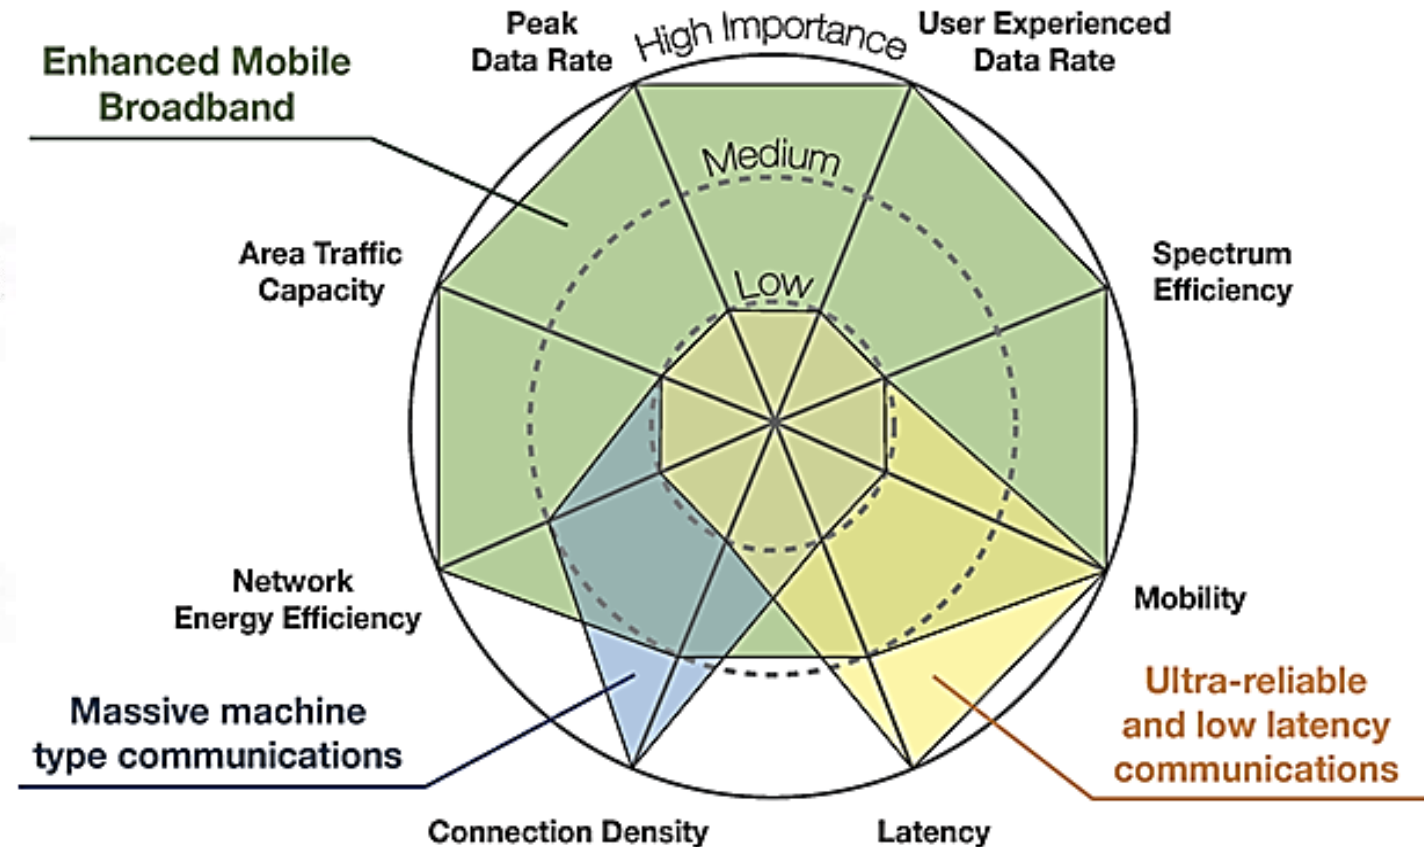 Peak
Data Rate
High Importance
User Experienced
Data Rate
Enhanced Mobile
Broadband
Medium
Area Traffic
Capacity
Low
Spectrum
Efficiency
Network
Energy Efficiency
Mobility
Massive machine
type communications
Ultra-reliable
and low latency
communications
Connection Density
Latency